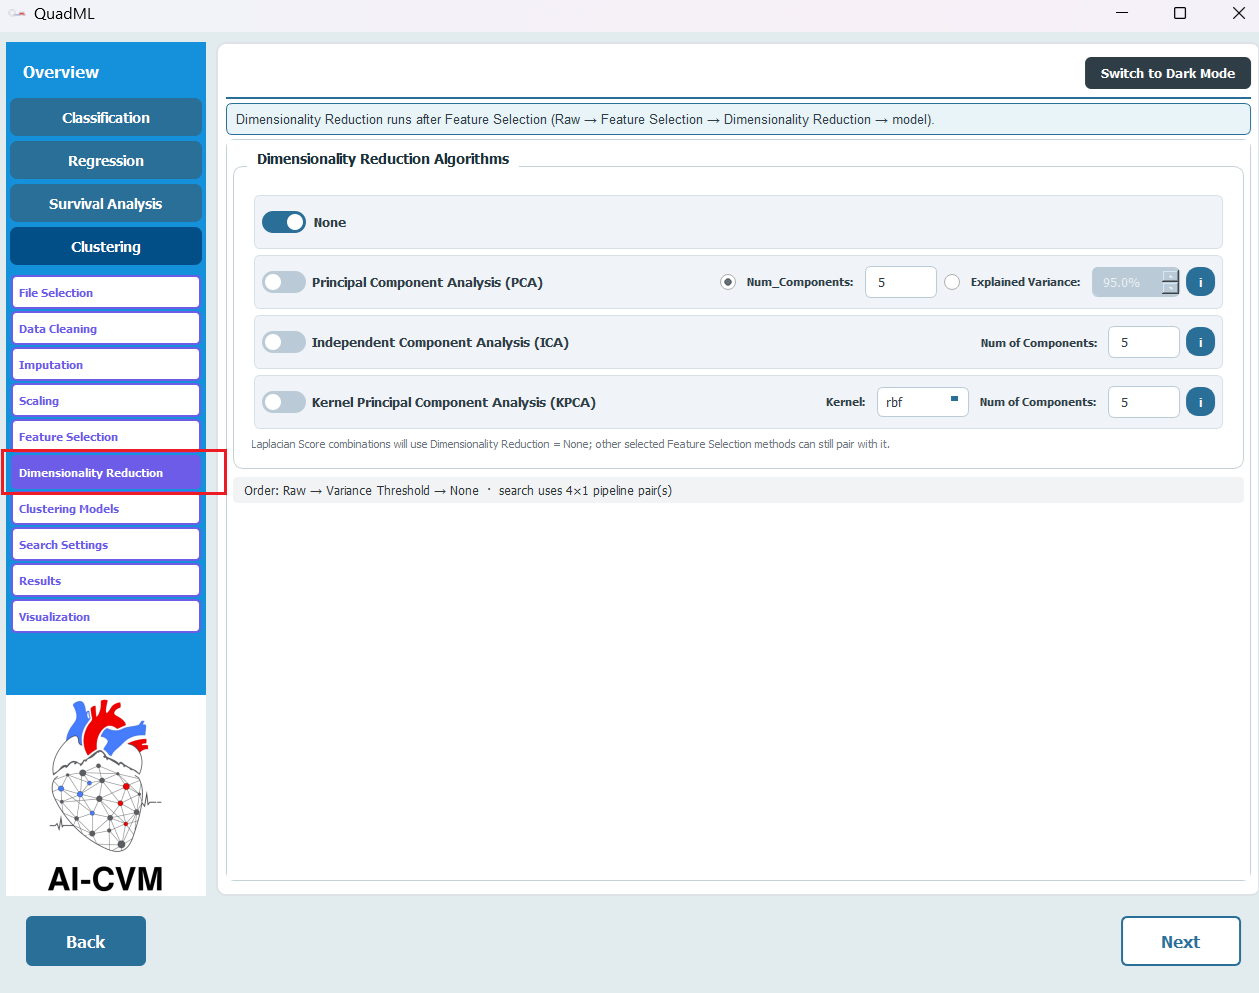 QuadML
Overview
Classification
Regression
Survival Analysis
Clustering
File Selection
Data Cleaning
Imputation
Scaling
Feature Selection
Dimensionality Reduction
Clustering Models
Search Settings
Results
Visualization
AI-CVM
Switch to Dark Mode
Dimensionality Reduction runs after Feature Selection (Raw → Feature Selection → Dimensionality Reduction → model).
Dimensionality Reduction Algorithms
None
Principal Component Analysis (PCA) Num_Components: 5 Explained Variance: 95.0% i
Independent Component Analysis (ICA) Num of Components: 5 i
Kernel Principal Component Analysis (KPCA) Kernel: rbf Num of Components: 5 i
Laplacian Score combinations will use Dimensionality Reduction = None; other selected Feature Selection methods can still pair with it.
Order: Raw → Variance Threshold → None · search uses 4×1 pipeline pair(s)
Back
Next